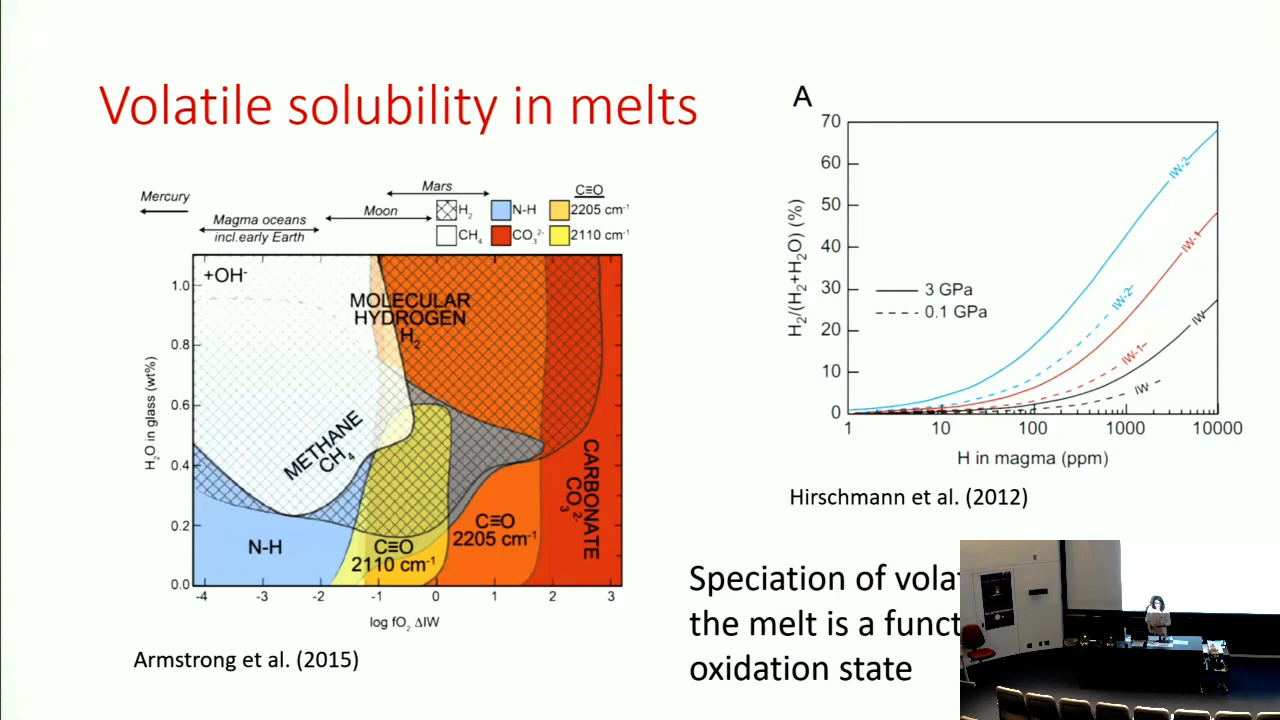 Volatile solubility in melts
Mercury
Mars
Moon
Magma oceans
incl.early Earth
C≡O
H₂
N-H
2205 cm⁻¹
CH₄
CO₃²⁻
2110 cm⁻¹
+OH⁻
MOLECULAR
HYDROGEN
H₂
METHANE
CH₄
N-H
C≡O
2110 cm⁻¹
C≡O
2205 cm⁻¹
CARBONATE
CO₃²⁻
H₂O in glass (wt%)
1.0
0.8
0.6
0.4
0.2
0.0
-4 -3 -2 -1 0 1 2 3
log fO₂ ΔIW
Armstrong et al. (2015)
A
H₂/(H₂+H₂O) (%)
70
60
50
40
30
20
10
0
3 GPa
0.1 GPa
IW-2
IW-1
IW
IW-2
IW-1
IW
1 10 100 1000 10000
H in magma (ppm)
Hirschmann et al. (2012)
Speciation of
the melt is a
oxidation state